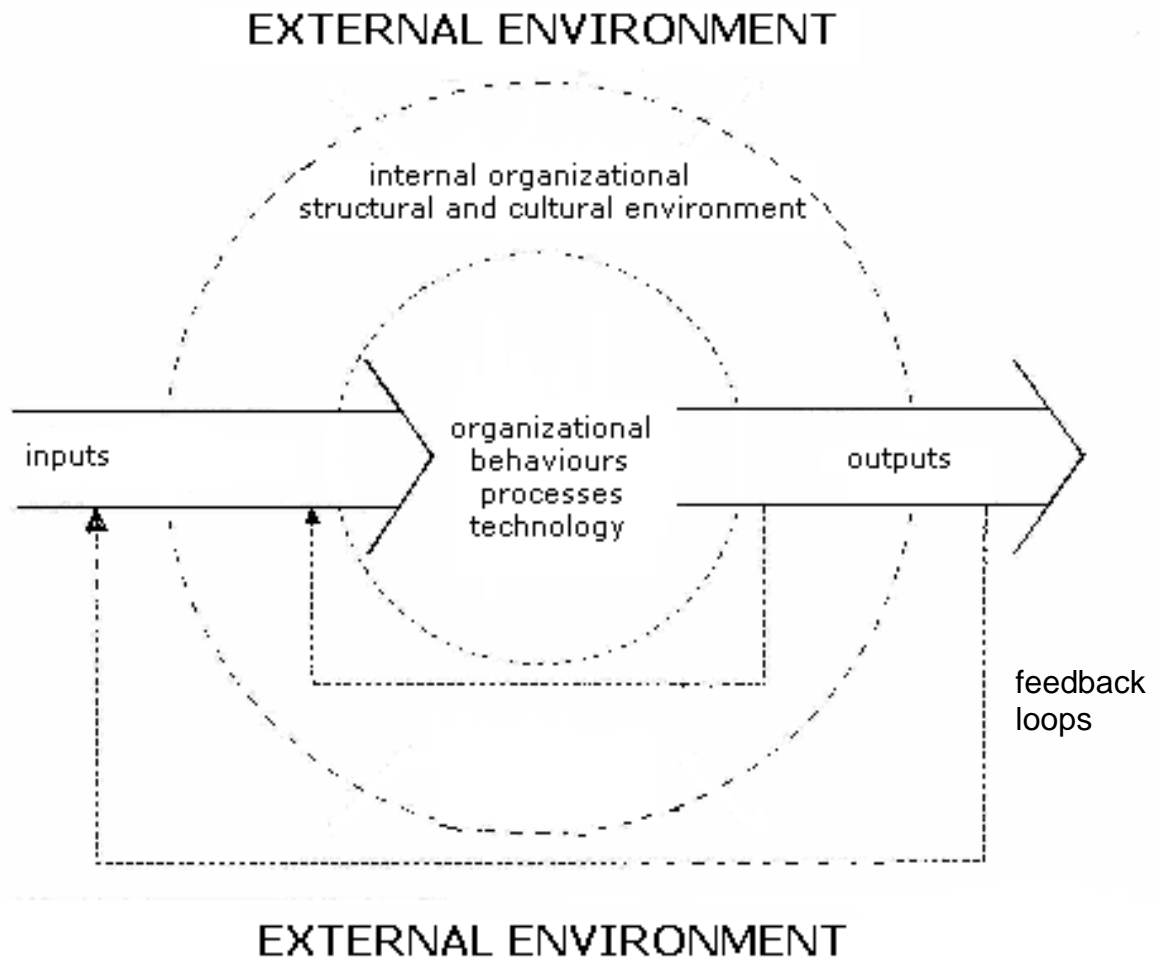 EXTERNAL ENVIRONMENT
internal organizational
structural and cultural environment
inputs
organizational
behaviours
processes
technology
outputs
feedback
loops
EXTERNAL ENVIRONMENT